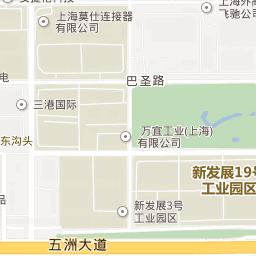 上海莫仕连接器
有限公司
上海外高
飞驰公司
电
巴圣路
三港国际
东沟头
万宜工业(上海)
有限公司
新发展19号
工业园区
品
新发展3号
工业园区
五洲大道